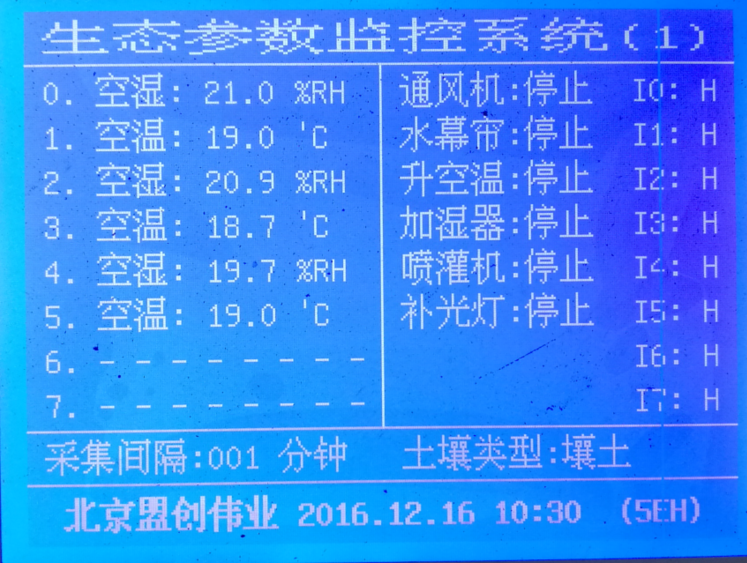 生态参数监控系统(1)
0. 空湿: 21.0 %RH 通风机:停止 I0: H
1. 空温: 19.0 'C 水幕帘:停止 I1: H
2. 空湿: 20.9 %RH 升空温:停止 I2: H
3. 空温: 18.7 'C 加湿器:停止 I3: H
4. 空湿: 19.7 %RH 喷灌机:停止 I4: H
5. 空温: 19.0 'C 补光灯:停止 I5: H
6. - - - - - - - - I6: H
7. - - - - - - - - I7: H
采集间隔:001 分钟 土壤类型:壤土
北京盟创伟业 2016.12.16 10:30 (5EH)